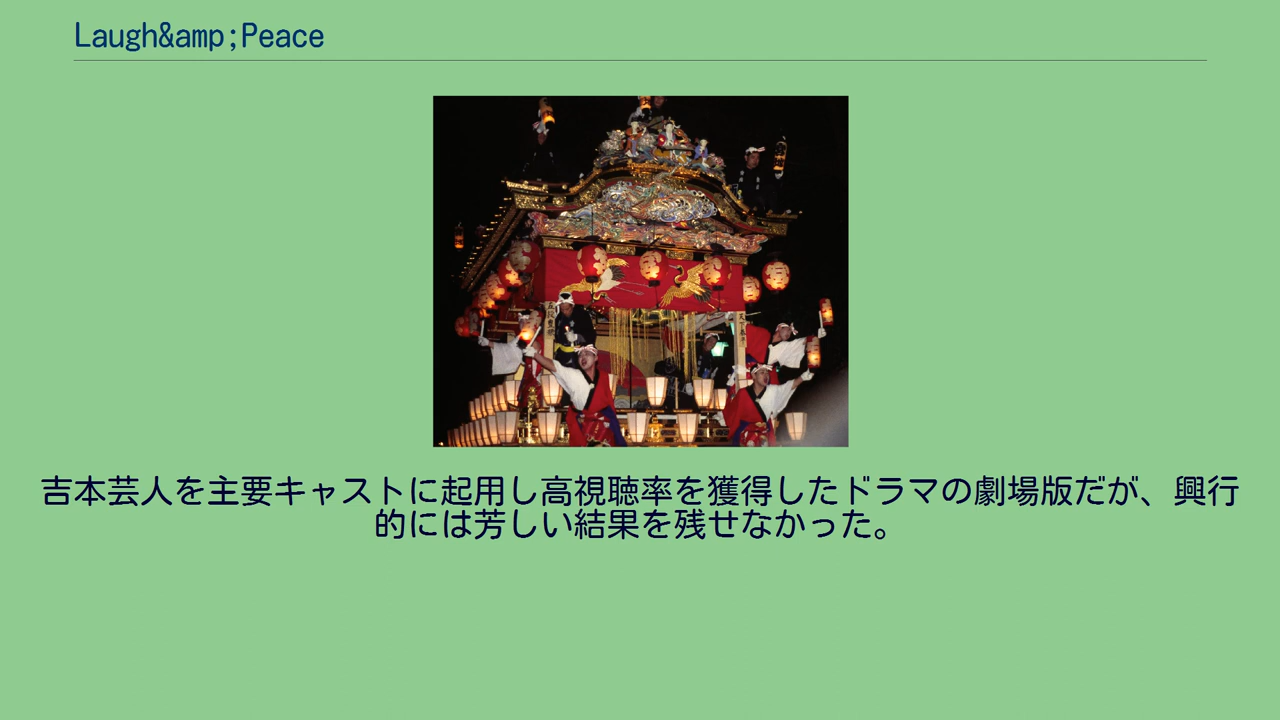 Laugh&amp;Peace
吉本芸人を主要キャストに起用し高視聴率を獲得したドラマの劇場版だが、興行
的には芳しい結果を残せなかった。